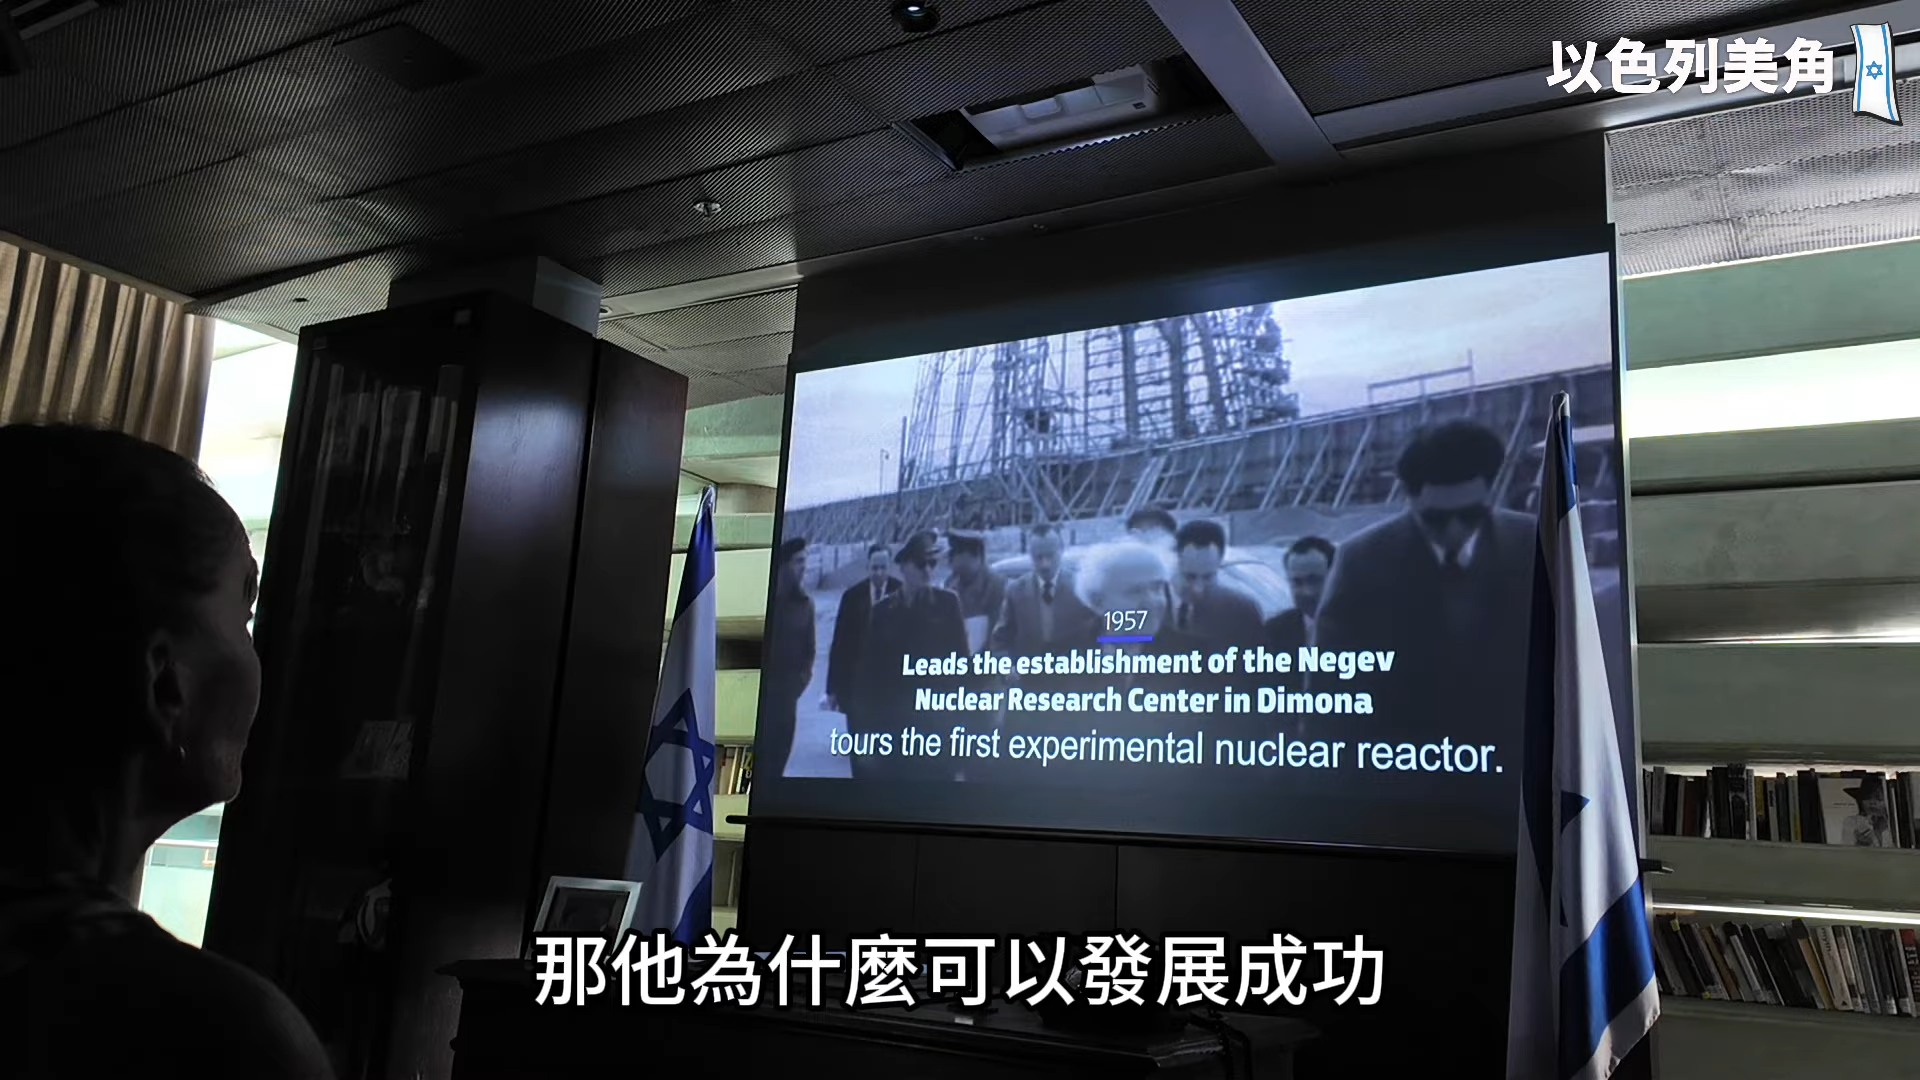 以色列美角
1957
Leads the establishment of the Negev
Nuclear Research Center in Dimona
tours the first experimental nuclear reactor.
那他為什麼可以發展成功